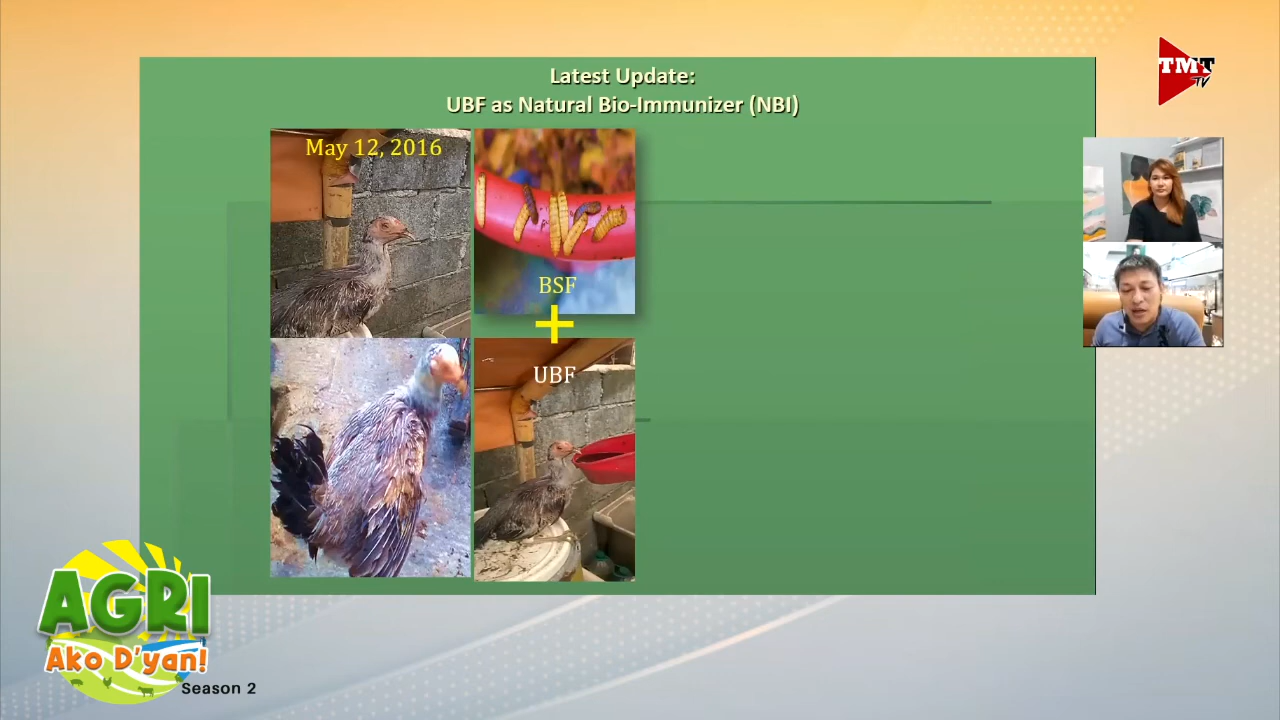 Latest Update:
UBF as Natural Bio-Immunizer (NBI)
TMT
TV
May 12, 2016
BSF
+
UBF
AGRI
Ako D'yan!
Season 2